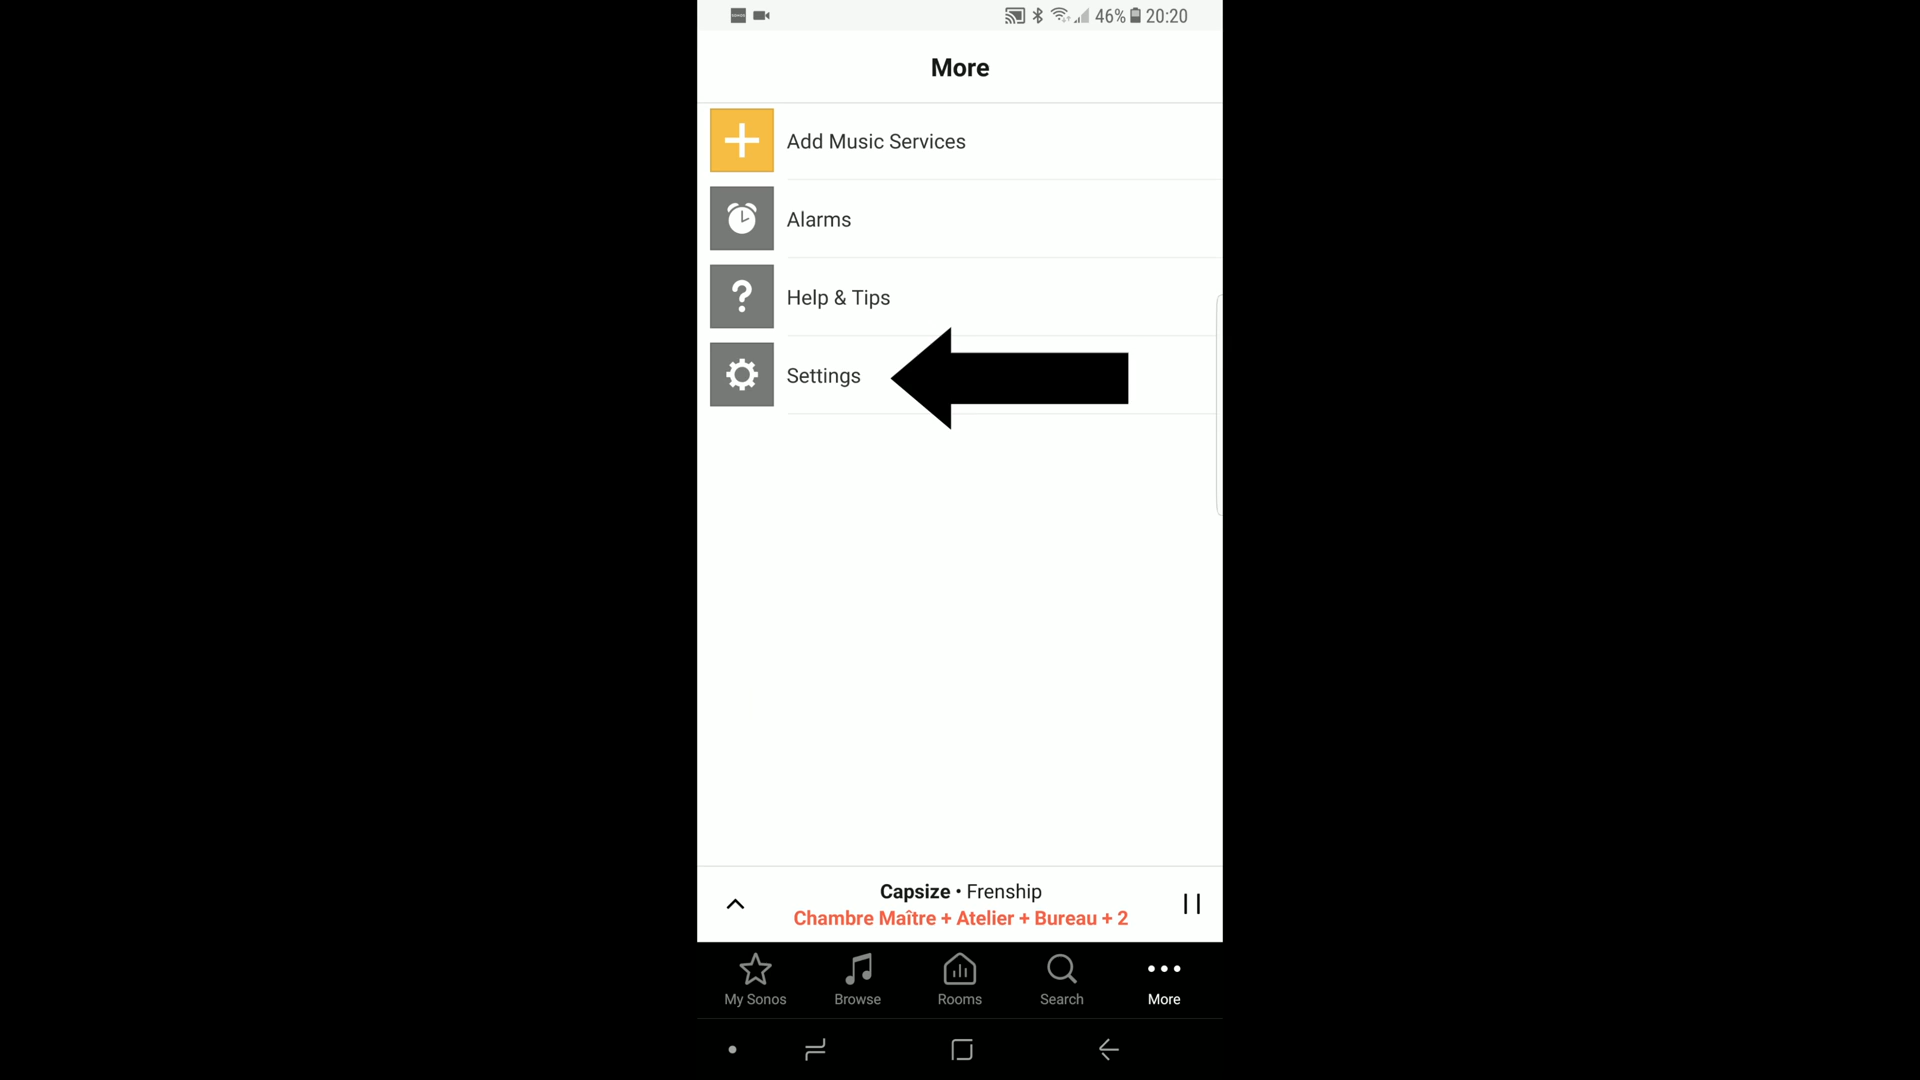 46% 20:20
More
Add Music Services
Alarms
Help & Tips
Settings
Capsize • Frenship
Chambre Maître + Atelier + Bureau + 2
My Sonos Browse Rooms Search More